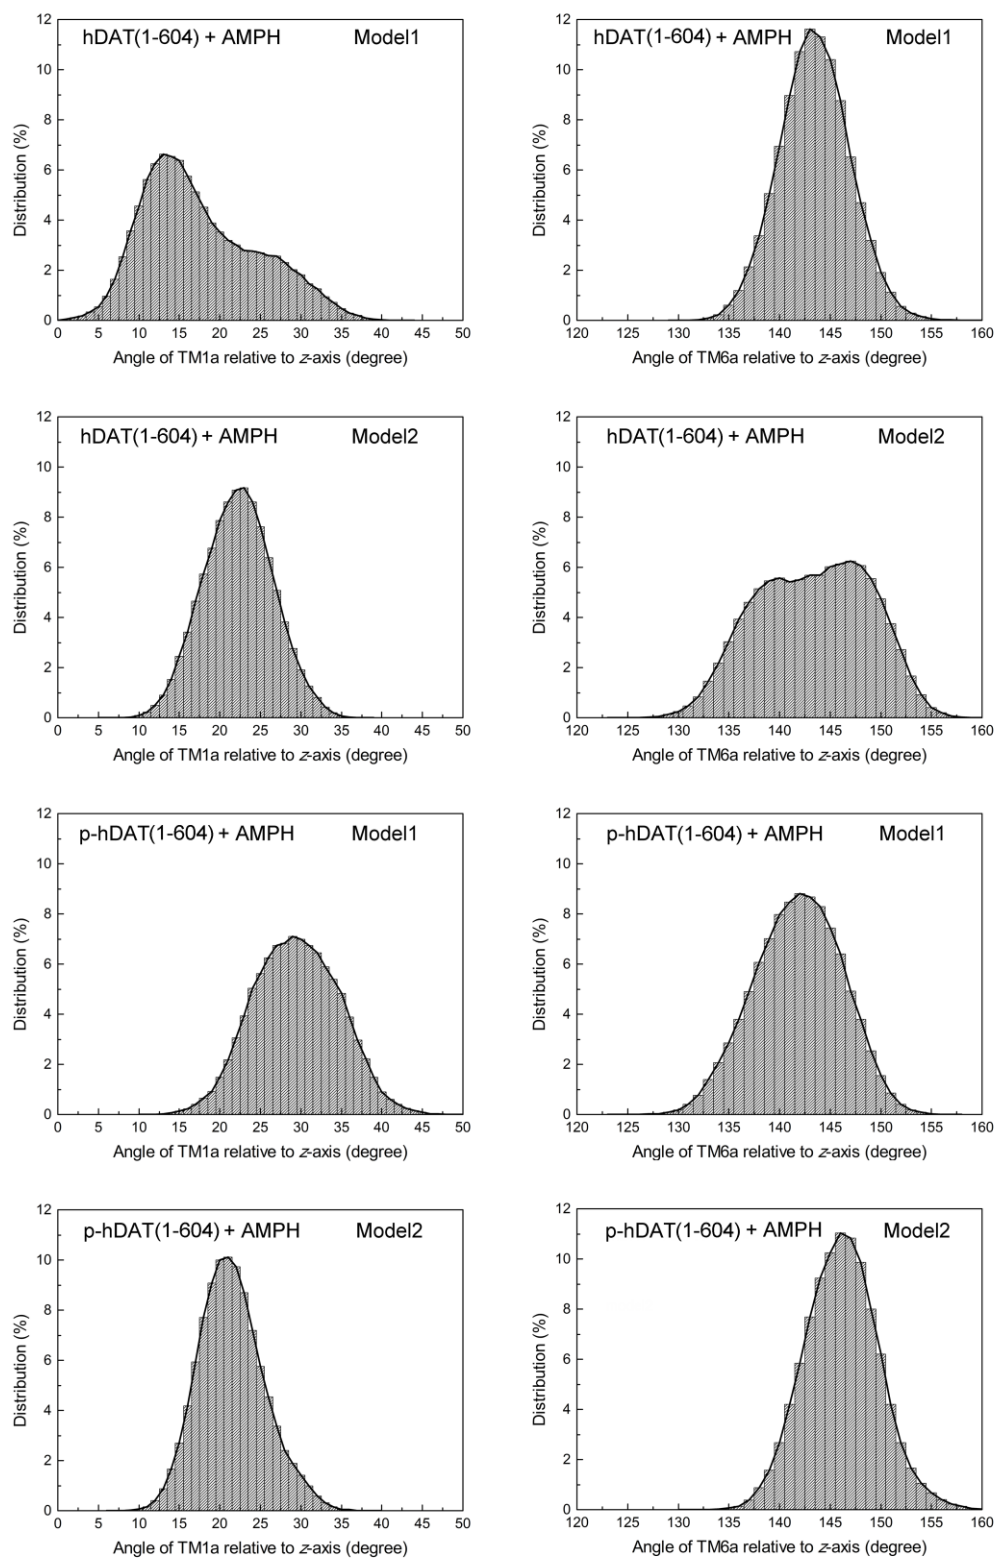 hDAT(1-604) + AMPH Model1
12
10
8
6
4
2
0
Distribution (%)
0 5 10 15 20 25 30 35 40 45 50
Angle of TM1a relative to z-axis (degree)
hDAT(1-604) + AMPH Model1
12
10
8
6
4
2
0
Distribution (%)
120 125 130 135 140 145 150 155 160
Angle of TM6a relative to z-axis (degree)
hDAT(1-604) + AMPH Model2
12
10
8
6
4
2
0
Distribution (%)
0 5 10 15 20 25 30 35 40 45 50
Angle of TM1a relative to z-axis (degree)
hDAT(1-604) + AMPH Model2
12
10
8
6
4
2
0
Distribution (%)
120 125 130 135 140 145 150 155 160
Angle of TM6a relative to z-axis (degree)
p-hDAT(1-604) + AMPH Model1
12
10
8
6
4
2
0
Distribution (%)
0 5 10 15 20 25 30 35 40 45 50
Angle of TM1a relative to z-axis (degree)
p-hDAT(1-604) + AMPH Model1
12
10
8
6
4
2
0
Distribution (%)
120 125 130 135 140 145 150 155 160
Angle of TM6a relative to z-axis (degree)
p-hDAT(1-604) + AMPH Model2
12
10
8
6
4
2
0
Distribution (%)
0 5 10 15 20 25 30 35 40 45 50
Angle of TM1a relative to z-axis (degree)
p-hDAT(1-604) + AMPH Model2
12
10
8
6
4
2
0
Distribution (%)
120 125 130 135 140 145 150 155 160
Angle of TM6a relative to z-axis (degree)